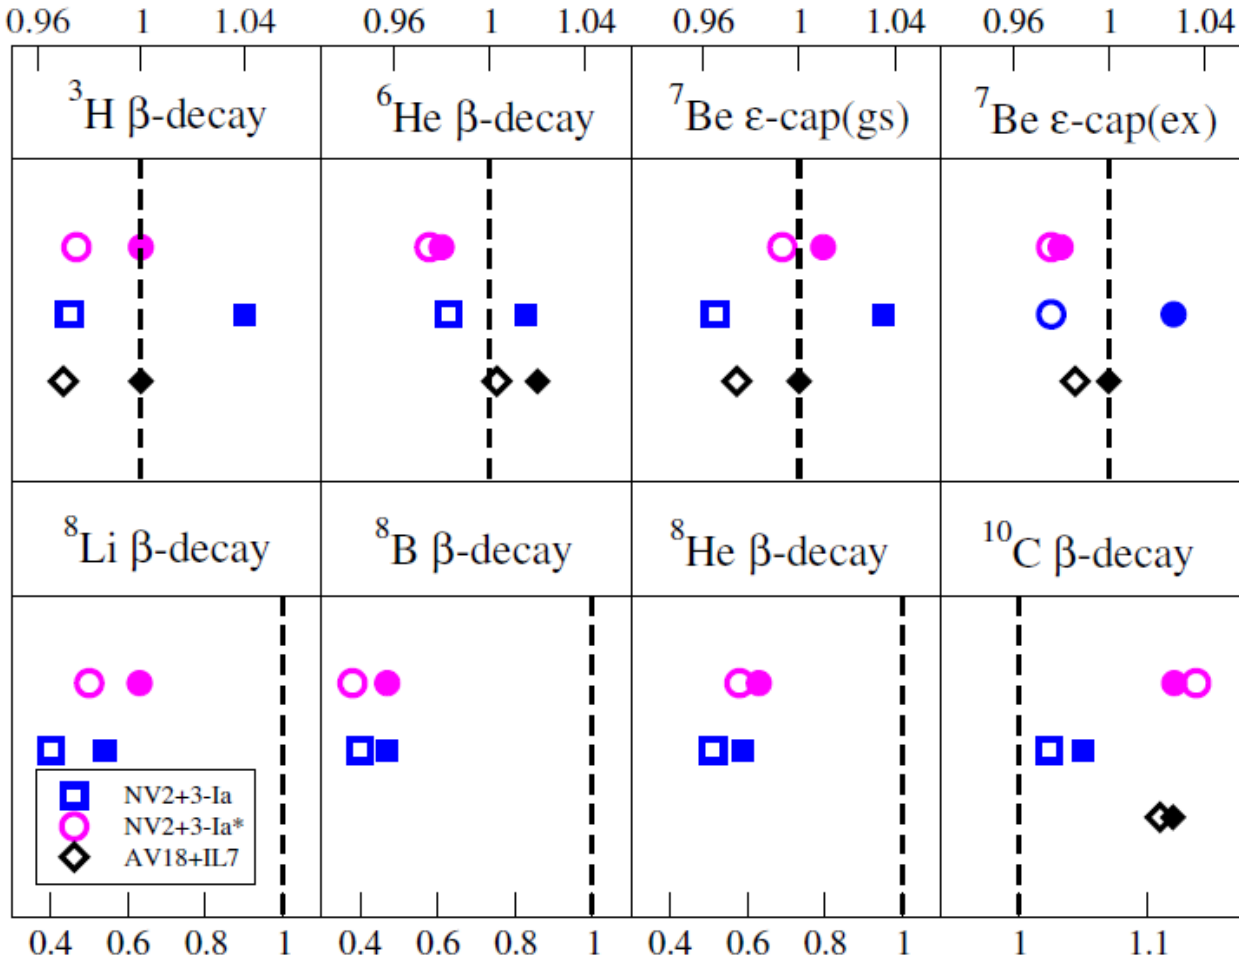 0.96 1 1.04 0.96 1 1.04 0.96 1 1.04 0.96 1 1.04
³H β-decay ⁶He β-decay ⁷Be ε-cap(gs) ⁷Be ε-cap(ex)
⁸Li β-decay ⁸B β-decay ⁸He β-decay ¹⁰C β-decay
NV2+3-Ia
NV2+3-Ia*
AV18+IL7
0.4 0.6 0.8 1 0.4 0.6 0.8 1 0.4 0.6 0.8 1 1 1.1